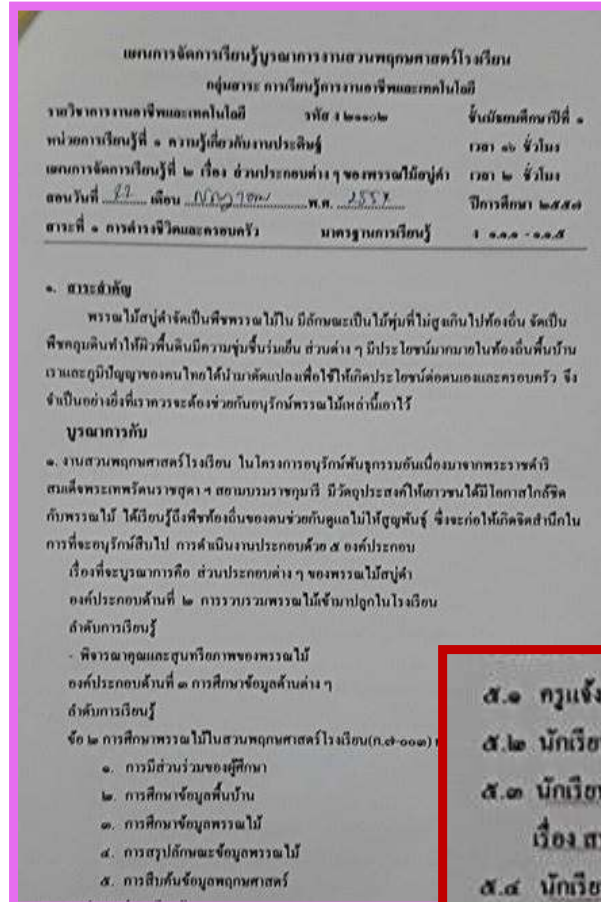 แผนการจัดการเรียนรู้บูรณาการงานสวนพฤกษศาสตร์โรงเรียน
กลุ่มสาระ การเรียนรู้การงานอาชีพและเทคโนโลยี
รายวิชาการงานอาชีพและเทคโนโลยี รหัส ง ๒๑๑๐๒ ชั้นมัธยมศึกษาปีที่ ๑
หน่วยการเรียนรู้ที่ ๑ ความรู้เกี่ยวกับงานประดิษฐ์ เวลา ๑๖ ชั่วโมง
แผนการจัดการเรียนรู้ที่ ๒ เรื่อง ส่วนประกอบต่าง ๆ ของพรรณไม้สบู่ดำ เวลา ๒ ชั่วโมง
สอนวันที่ เดือน พ.ศ. ปีการศึกษา ๒๕๕๗
สาระที่ ๑ การดำรงชีวิตและครอบครัว มาตรฐานการเรียนรู้ ง ๑.๑.๑ - ๑.๑.๕
๑. สาระสำคัญ
พรรณไม้สบู่ดำจัดเป็นพืชพรรณไม้ใน มีลักษณะเป็นไม้พุ่มที่ไม่สูงเกินไปท้องถิ่น จัดเป็น
พืชคลุมดินทำให้ผิวพื้นดินมีความชุ่มชื้นร่มเย็น ส่วนต่าง ๆ มีประโยชน์มากมายในท้องถิ่นพื้นบ้าน
เราและภูมิปัญญาของคนไทยได้นำมาดัดแปลงเพื่อใช้ให้เกิดประโยชน์ต่อตนเองและครอบครัว จึง
จำเป็นอย่างยิ่งที่เราควรจะต้องช่วยกันอนุรักษ์พรรณไม้เหล่านี้เอาไว้
บูรณาการกับ
๑. งานสวนพฤกษศาสตร์โรงเรียน ในโครงการอนุรักษ์พันธุกรรมอันเนื่องมาจากพระราชดำริ
สมเด็จพระเทพรัตนราชสุดา ฯ สยามบรมราชกุมารี มีวัตถุประสงค์ให้เยาวชนได้มีโอกาสใกล้ชิด
กับพรรณไม้ ได้เรียนรู้ถึงพืชท้องถิ่นของตนช่วยกันดูแลไม่ให้สูญพันธุ์ ซึ่งจะก่อให้เกิดจิตสำนึกใน
การที่จะอนุรักษ์สืบไป การดำเนินงานประกอบด้วย ๕ องค์ประกอบ
เรื่องที่จะบูรณาการคือ ส่วนประกอบต่าง ๆ ของพรรณไม้สบู่ดำ
องค์ประกอบด้านที่ ๒ การรวบรวมพรรณไม้เข้ามาปลูกในโรงเรียน
ลำดับการเรียนรู้
- พิจารณาคุณและสุนทรียภาพของพรรณไม้
องค์ประกอบด้านที่ ๓ การศึกษาข้อมูลด้านต่าง ๆ
ลำดับการเรียนรู้
ข้อ ๒ การศึกษาพรรณไม้ในสวนพฤกษศาสตร์โรงเรียน(ก.๗-๐๐๓)
๑. การมีส่วนร่วมของผู้ศึกษา
๒. การศึกษาข้อมูลพื้นบ้าน
๓. การศึกษาข้อมูลพรรณไม้
๔. การสรุปลักษณะข้อมูลพรรณไม้
๕. การสืบค้นข้อมูลพฤกษศาสตร์
๕.๑ ครูแจ้ง
๕.๒ นักเรีย
๕.๓ นักเรีย
เรื่อง
๕.๔ นักเรีย